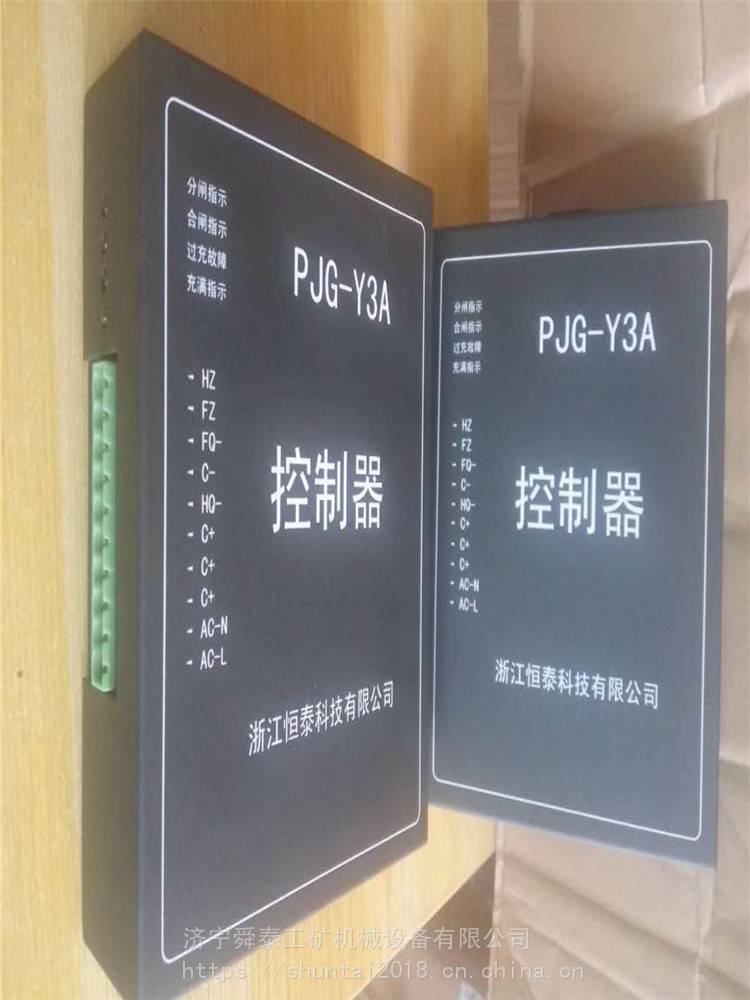 分闸指示
合闸指示
过充故障
充满指示
PJG-Y3A
HZ
FZ
FQ-
C-
HQ-
C+
C+
C+
AC-N
AC-L
控制器
浙江恒泰科技有限公司
分闸指示
合闸指示
过充故障
充满指示
PJG-Y3A
HZ
FZ
FQ-
C-
HQ-
C+
C+
C+
AC-N
AC-L
控制器
浙江恒泰科技有限公司
济宁舜泰工矿机械设备有限公司
https://shuntai2018.cn.china.cn